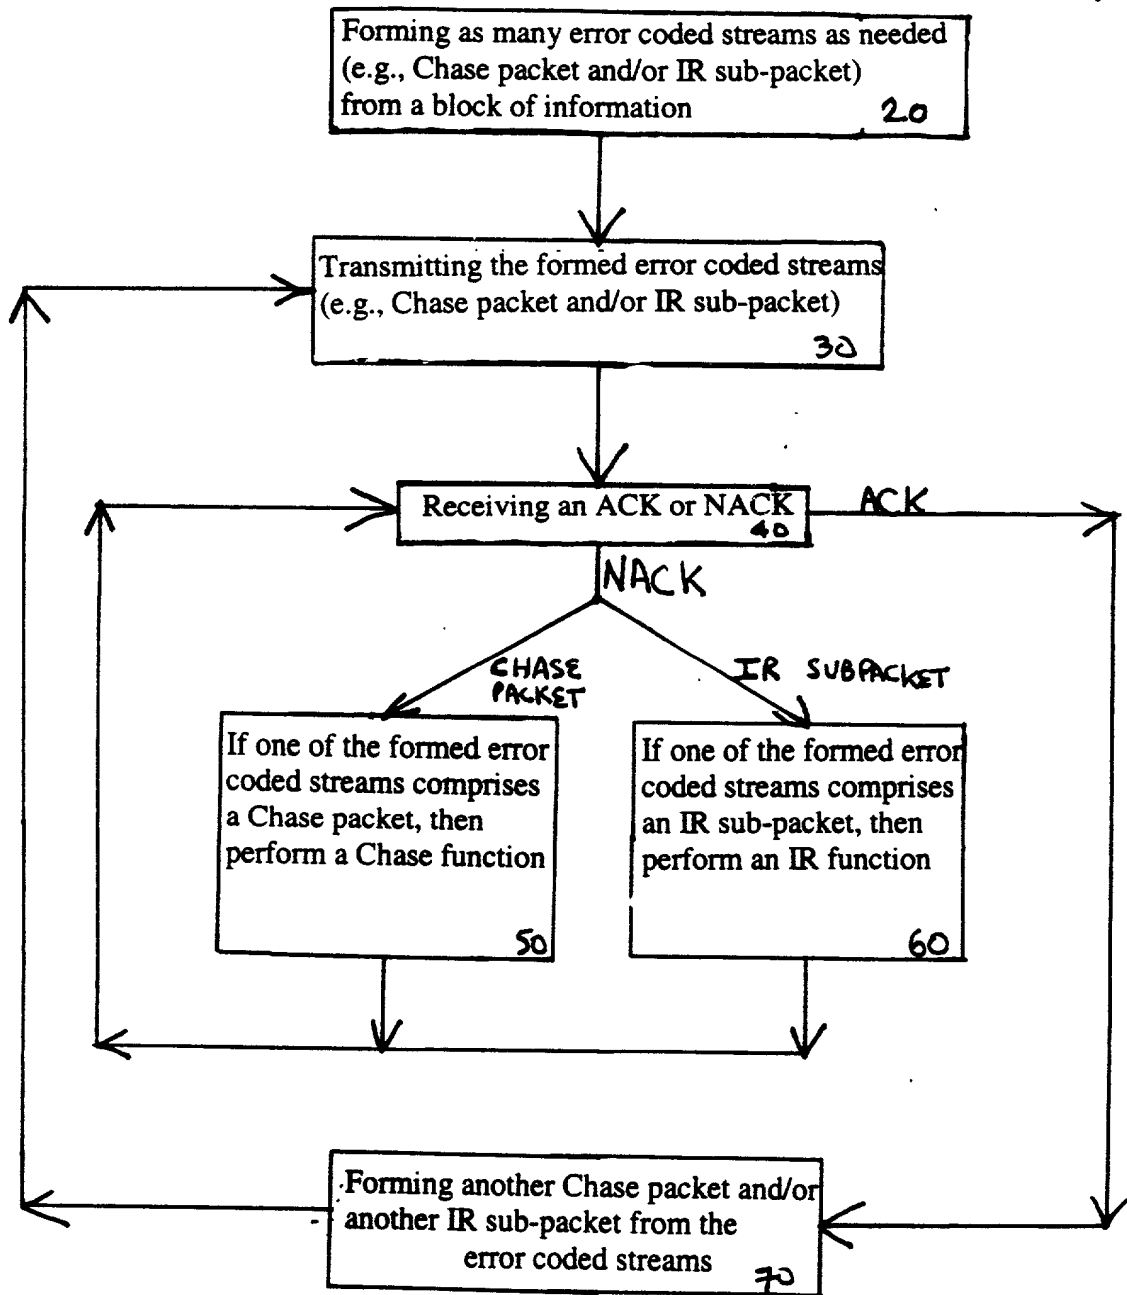 Forming as many error coded streams as needed
(e.g., Chase packet and/or IR sub-packet)
from a block of information
20
Transmitting the formed error coded streams
(e.g., Chase packet and/or IR sub-packet)
30
Receiving an ACK or NACK
40
ACK
NACK
CHASE
PACKET
IR SUBPACKET
If one of the formed error
coded streams comprises
a Chase packet, then
perform a Chase function
50
If one of the formed error
coded streams comprises
an IR sub-packet, then
perform an IR function
60
Forming another Chase packet and/or
another IR sub-packet from the
error coded streams
70